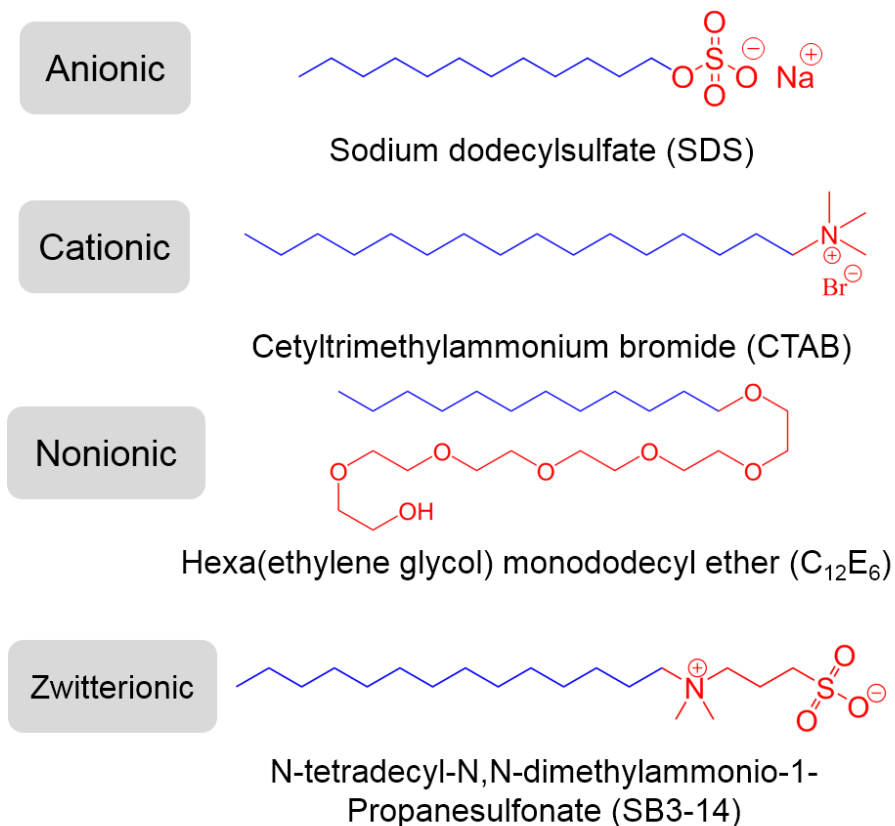 Anionic
O
O
S
O
O
⊖
Na
⊕
Sodium dodecylsulfate (SDS)
Cationic
N
⊕
Br
⊖
Cetyltrimethylammonium bromide (CTAB)
Nonionic
O
O
O
O
O
O
OH
Hexa(ethylene glycol) monododecyl ether (C₁₂E₆)
Zwitterionic
N
⊕
O
S
O
O
⊖
N-tetradecyl-N,N-dimethylammonio-1-
Propanesulfonate (SB3-14)